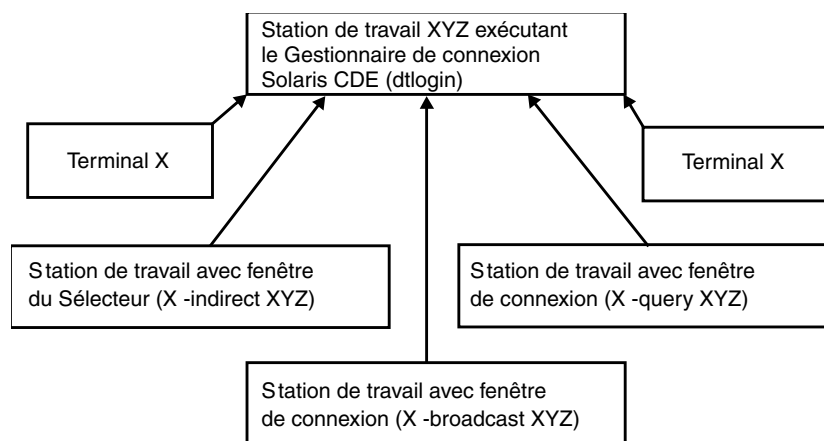 Station de travail XYZ exécutant
le Gestionnaire de connexion
Solaris CDE (dtlogin)
Terminal X
Terminal X
Station de travail avec fenêtre
du Sélecteur (X -indirect XYZ)
Station de travail avec fenêtre
de connexion (X -query XYZ)
Station de travail avec fenêtre
de connexion (X -broadcast XYZ)